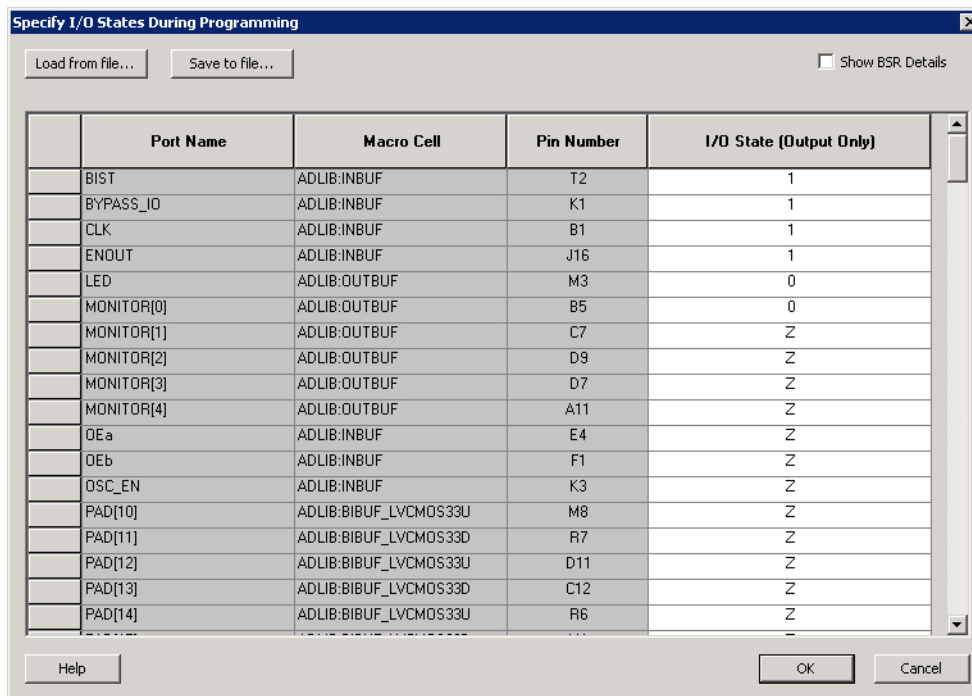 Specify I/O States During Programming
Load from file... Save to file... Show BSR Details
Port Name Macro Cell Pin Number I/O State (Output Only)
BIST ADLIB:INBUF T2 1
BYPASS_IO ADLIB:INBUF K1 1
CLK ADLIB:INBUF B1 1
ENOUT ADLIB:INBUF J16 1
LED ADLIB:OUTBUF M3 0
MONITOR[0] ADLIB:OUTBUF B5 0
MONITOR[1] ADLIB:OUTBUF C7 Z
MONITOR[2] ADLIB:OUTBUF D9 Z
MONITOR[3] ADLIB:OUTBUF D7 Z
MONITOR[4] ADLIB:OUTBUF A11 Z
OEa ADLIB:INBUF E4 Z
OEb ADLIB:INBUF F1 Z
OSC_EN ADLIB:INBUF K3 Z
PAD[10] ADLIB:BIBUF_LVCMOS33U M8 Z
PAD[11] ADLIB:BIBUF_LVCMOS33D R7 Z
PAD[12] ADLIB:BIBUF_LVCMOS33U D11 Z
PAD[13] ADLIB:BIBUF_LVCMOS33D C12 Z
PAD[14] ADLIB:BIBUF_LVCMOS33U R6 Z
Help OK Cancel